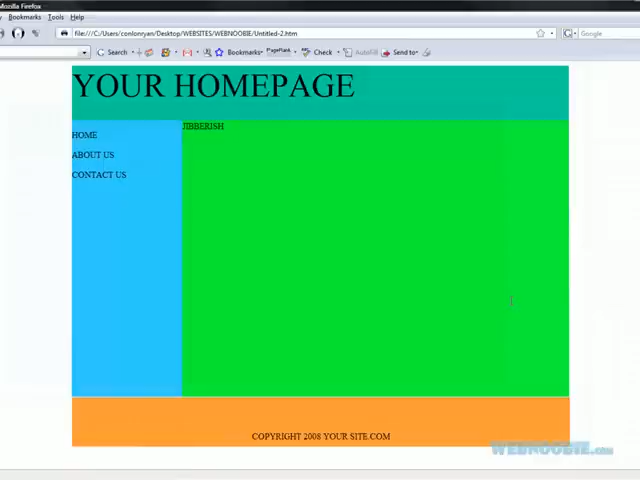 Mozilla Firefox
Bookmarks Tools Help
file:///C:/Users/conlonryan/Desktop/WEBSITES/WEBNOOBIE/Untitled-2.htm
Google
Search Bookmarks PageRank Check AutoFill Send to
YOUR HOMEPAGE
JIBBERISH
HOME
ABOUT US
CONTACT US
COPYRIGHT 2008 YOUR SITE.COM
WEBNOOBIE.com